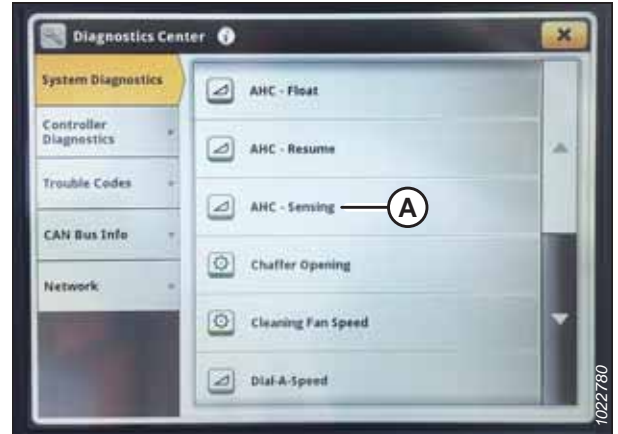 Diagnostics Center
System Diagnostics
Controller
Diagnostics
Trouble Codes
CAN Bus Info
Network
AHC - Float
AHC - Resume
AHC - Sensing
A
Chaffer Opening
Cleaning Fan Speed
Dial-A-Speed
1022780